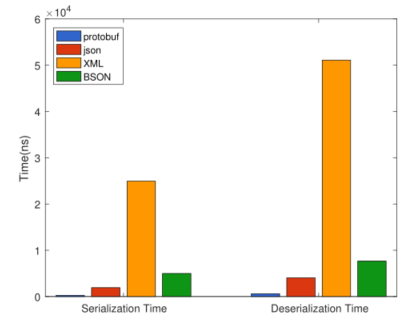 ×10⁴
6
5
4
3
2
1
0
Time(ns)
protobuf
json
XML
BSON
Serialization Time
Deserialization Time